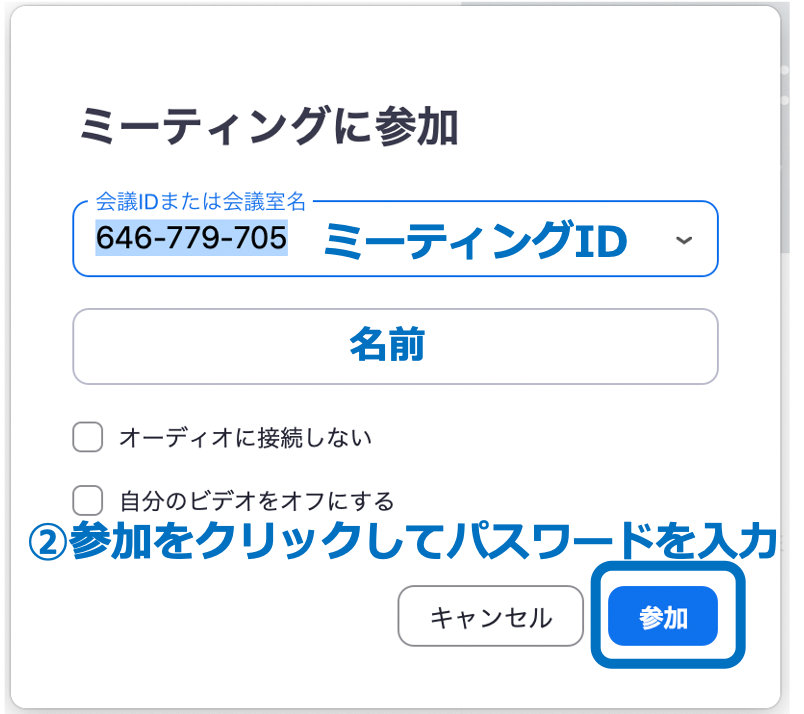 ミーティングに参加
会議IDまたは会議室名
646-779-705 ミーティングID
名前
オーディオに接続しない
自分のビデオをオフにする
②参加をクリックしてパスワードを入力
キャンセル 参加